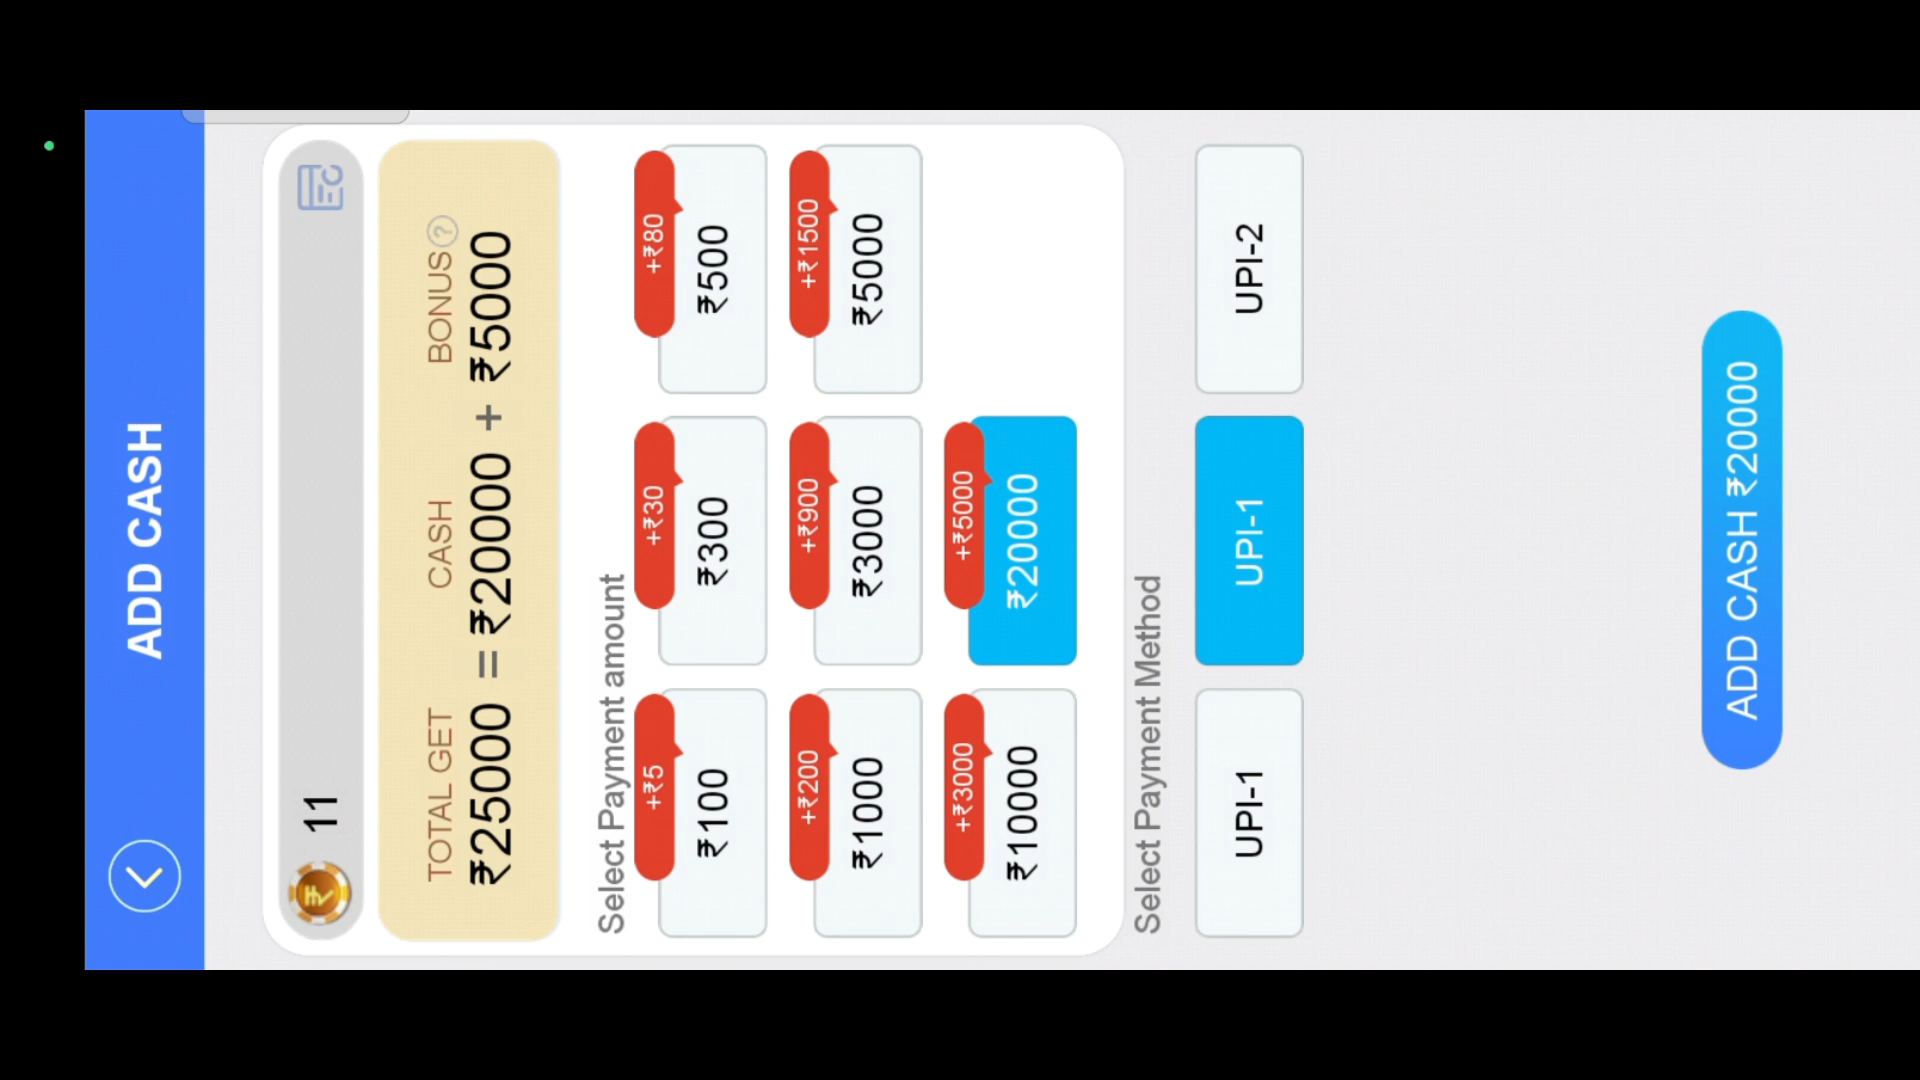 ADD CASH
11
TOTAL GET CASH BONUS?
₹25000 = ₹20000 + ₹5000
Select Payment amount
+₹5 +₹30 +₹80
₹100 ₹300 ₹500
+₹200 +₹900 +₹1500
₹1000 ₹3000 ₹5000
+₹3000 +₹5000
₹10000 ₹20000
Select Payment Method
UPI-1 UPI-1 UPI-2
ADD CASH ₹20000